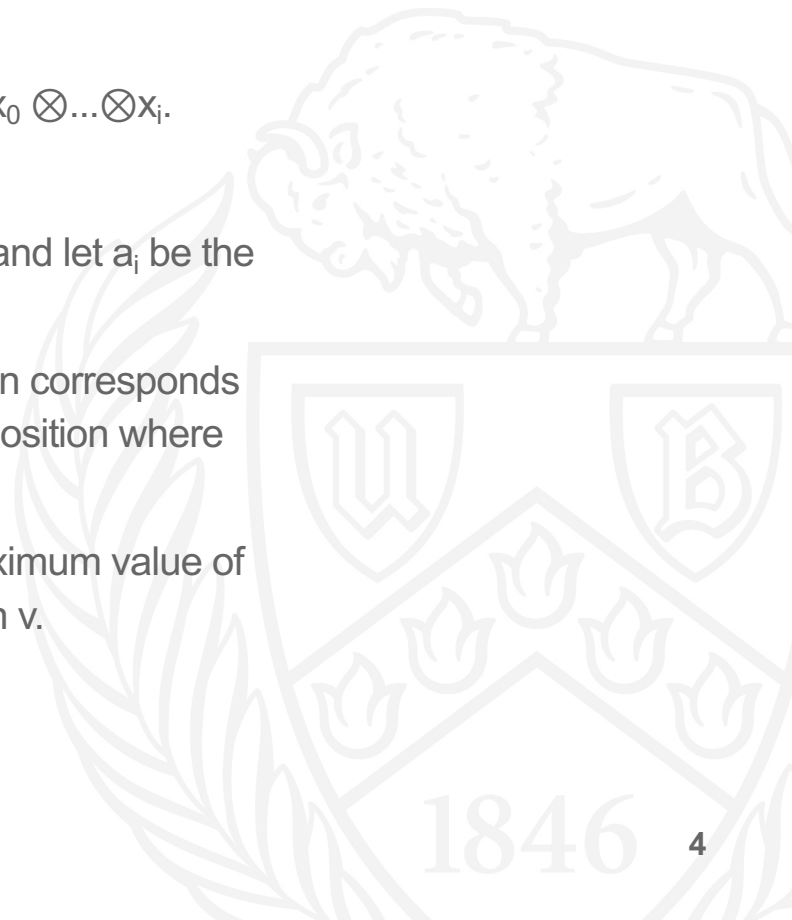 x₀ ⊗...⊗xᵢ.
and let aᵢ be the
n corresponds
osition where
ximum value of
n v.
U B
1846
4